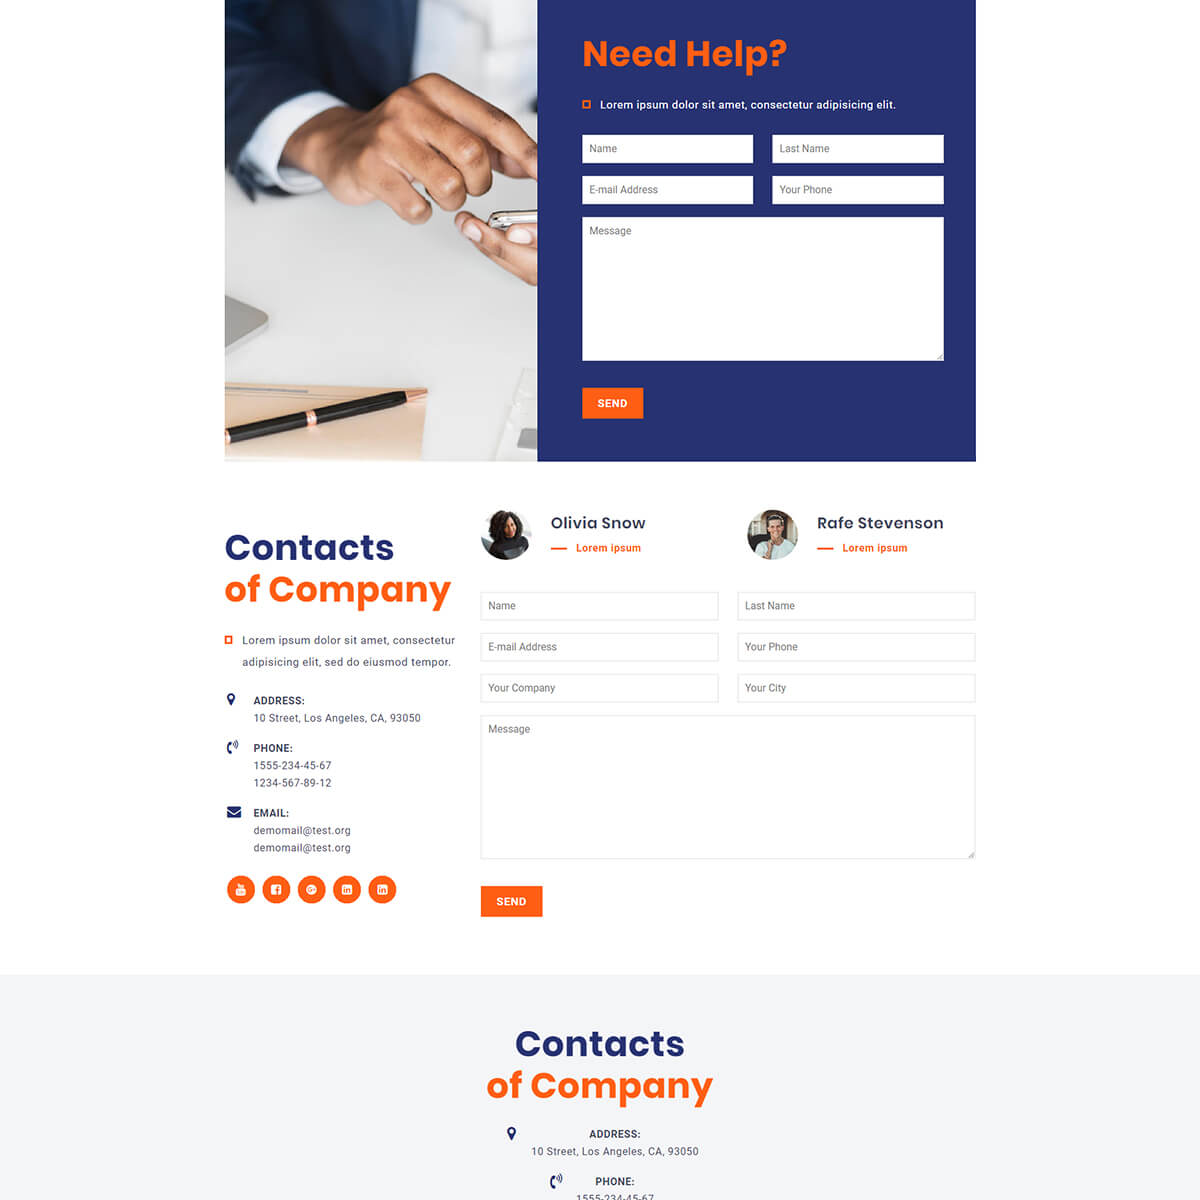 Need Help?
Lorem ipsum dolor sit amet, consectetur adipisicing elit.
Name
Last Name
E-mail Address
Your Phone
Message
SEND
Contacts
of Company
Lorem ipsum dolor sit amet, consectetur
adipisicing elit, sed do eiusmod tempor.
ADDRESS:
10 Street, Los Angeles, CA, 93050
PHONE:
1555-234-45-67
1234-567-89-12
EMAIL:
demomail@test.org
demomail@test.org
Olivia Snow
Lorem ipsum
Rafe Stevenson
Lorem ipsum
Name
Last Name
E-mail Address
Your Phone
Your Company
Your City
Message
SEND
Contacts
of Company
ADDRESS:
10 Street, Los Angeles, CA, 93050
PHONE:
1555-234-45-67